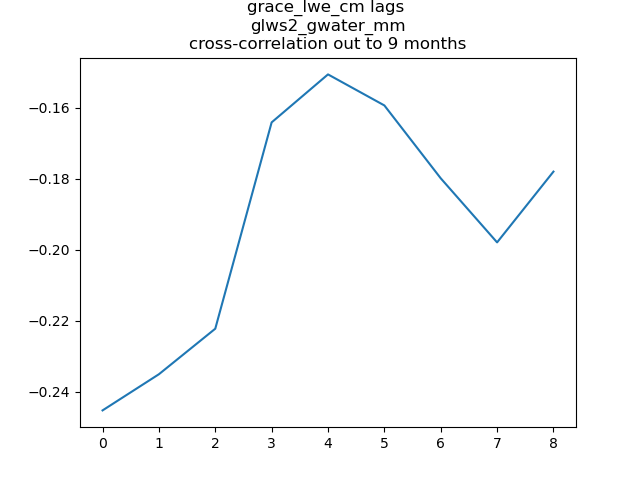 grace_lwe_cm lags
glws2_gwater_mm
cross-correlation out to 9 months
−0.16
−0.18
−0.20
−0.22
−0.24
0 1 2 3 4 5 6 7 8